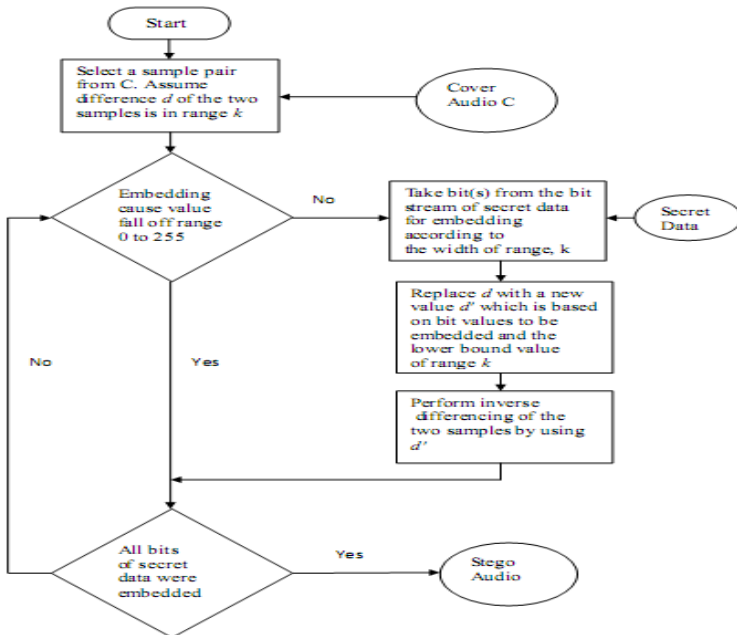 Start
Select a sample pair
from C. Assume
difference d of the two
samples is in range k
Cover
Audio C
Embedding
cause value
fall off range
0 to 255
No
Take bit(s) from the bit
stream of secret data
for embedding
according to
the width of range, k
Secret
Data
Replace d with a new
value d' which is based
on bit values to be
embedded and the
lower bound value
of range k
No
Yes
Perform inverse
differencing of the
two samples by using
d'
All bits
of secret
data were
embedded
Yes
Stego
Audio